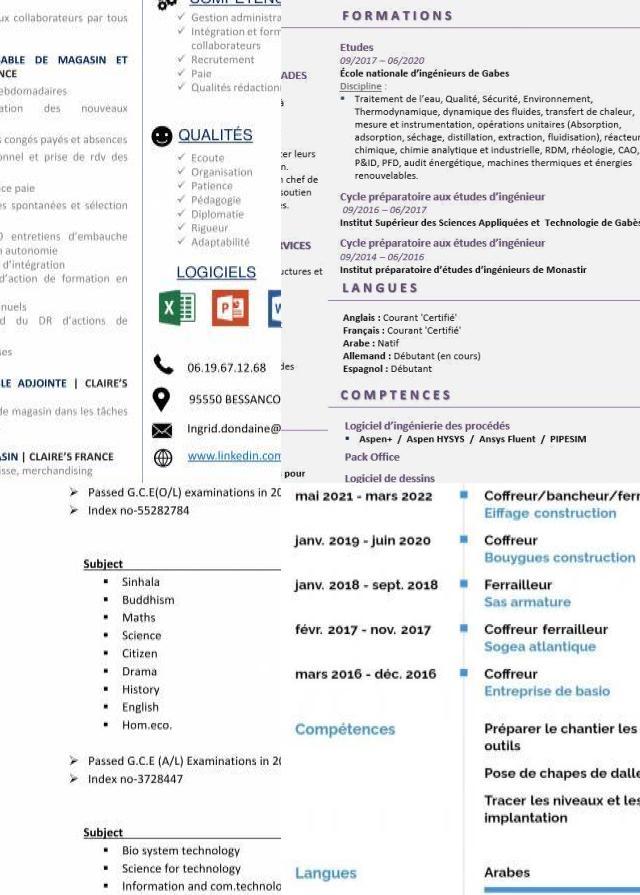 ux collaborateurs par tous
SABLE DE MAGASIN ET
NCE
ebdomadaires
ation des nouveaux
s congés payés et absences
onnel et prise de rdv des
nce paie
es spontanées et sélection
0 entretiens d'embauche
n autonomie
d'intégration
d'action de formation en
nuels
d du DR d'actions de
ses
LE ADJOINTE | CLAIRE'S
de magasin dans les tâches
ASIN | CLAIRE'S FRANCE
isse, merchandising
COMPETENC
Gestion administra
Intégration et form
collaborateurs
Recrutement
Paie
Qualités rédaction
QUALITÉS
Ecoute
Organisation
Patience
Pédagogie
Diplomatie
Rigueur
Adaptabilité
LOGICIELS
06.19.67.12.68
95550 BESSANCO
Ingrid.dondaine@
www.linkedin.com
ADES
à
ter leurs
n.
n chef de
soutien
es.
RVICES
uctures et
des
pour
FORMATIONS
Etudes
09/2017 – 06/2020
École nationale d'ingénieurs de Gabes
Discipline :
Traitement de l'eau, Qualité, Sécurité, Environnement,
Thermodynamique, dynamique des fluides, transfert de chaleur,
mesure et instrumentation, opérations unitaires (Absorption,
adsorption, séchage, distillation, extraction, fluidisation), réacteur
chimique, chimie analytique et industrielle, RDM, rhéologie, CAO,
P&ID, PFD, audit énergétique, machines thermiques et énergies
renouvelables.
Cycle préparatoire aux études d'ingénieur
09/2016 – 06/2017
Institut Supérieur des Sciences Appliquées et Technologie de Gabès
Cycle préparatoire aux études d'ingénieur
09/2014 – 06/2016
Institut préparatoire d'études d'ingénieurs de Monastir
LANGUES
Anglais : Courant 'Certifié'
Français : Courant 'Certifié'
Arabe : Natif
Allemand : Débutant (en cours)
Espagnol : Débutant
COMPTENCES
Logiciel d'ingénierie des procédés
Aspen+ / Aspen HYSYS / Ansys Fluent / PIPESIM
Pack Office
Logiciel de dessins
Passed G.C.E(O/L) examinations in 20
Index no-55282784
Subject
Sinhala
Buddhism
Maths
Science
Citizen
Drama
History
English
Hom.eco.
Passed G.C.E (A/L) Examinations in 20
Index no-3728447
Subject
Bio system technology
Science for technology
Information and com.technolo
mai 2021 - mars 2022
Coffreur/bancheur/ferr
Eiffage construction
janv. 2019 - juin 2020
Coffreur
Bouygues construction
janv. 2018 - sept. 2018
Ferrailleur
Sas armature
févr. 2017 - nov. 2017
Coffreur ferrailleur
Sogea atlantique
mars 2016 - déc. 2016
Coffreur
Entreprise de basio
Compétences
Préparer le chantier les
outils
Pose de chapes de dalle
Tracer les niveaux et les
implantation
Langues
Arabes